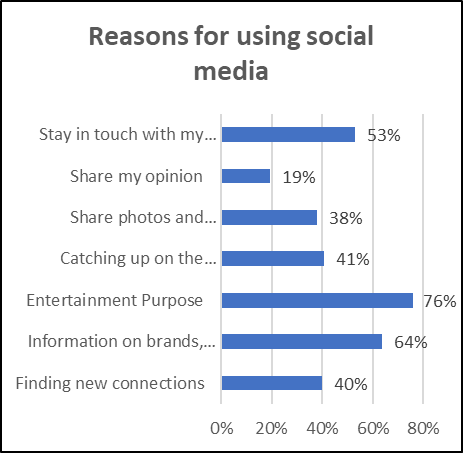 Reasons for using social
media
Stay in touch with my...
53%
Share my opinion
19%
Share photos and...
38%
Catching up on the...
41%
Entertainment Purpose
76%
Information on brands,...
64%
Finding new connections
40%
0% 20% 40% 60% 80%